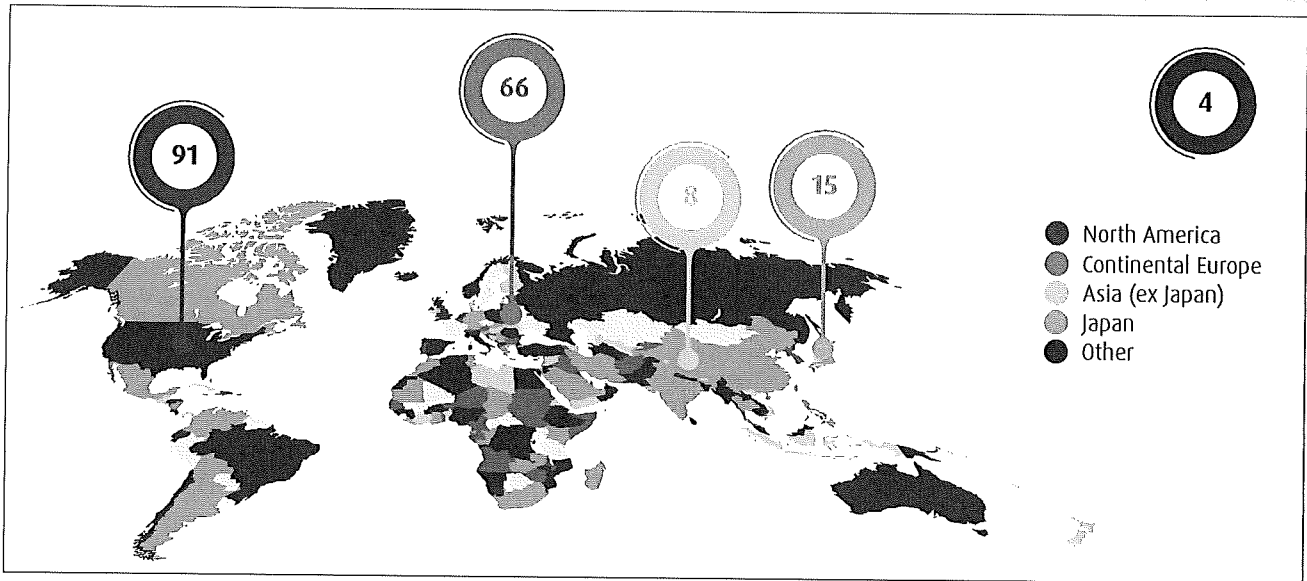 91
66
8
15
4
North America
Continental Europe
Asia (ex Japan)
Japan
Other